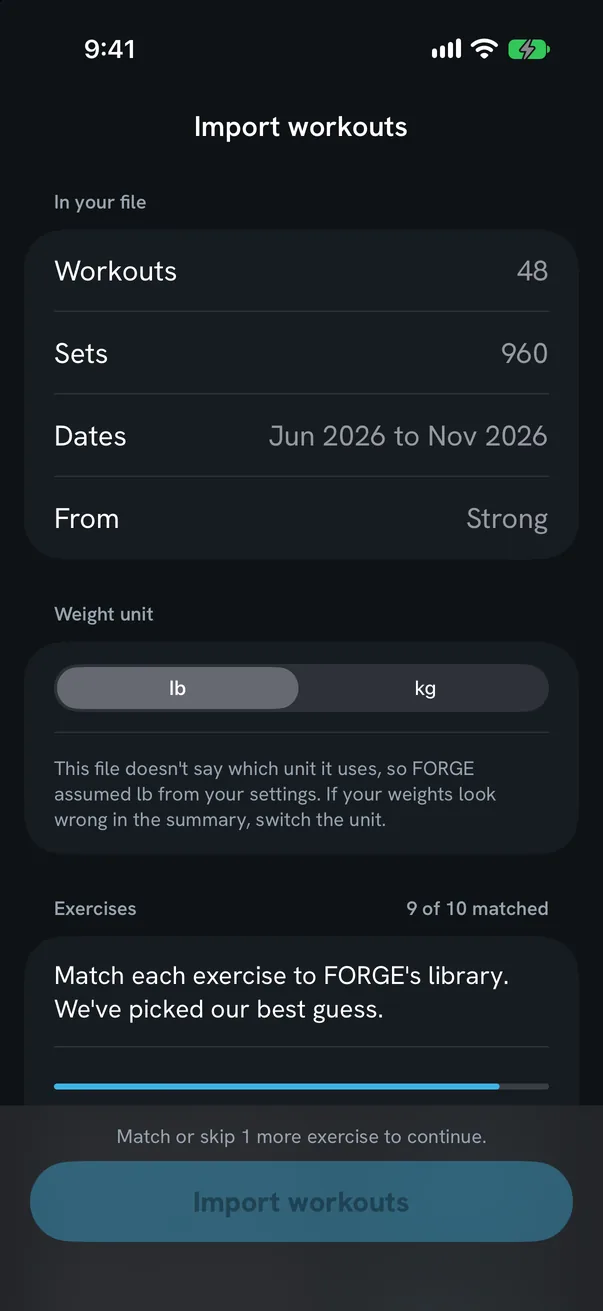 9:41
Import workouts
In your file
Workouts 48
Sets 960
Dates Jun 2026 to Nov 2026
From Strong
Weight unit
lb kg
This file doesn't say which unit it uses, so FORGE
assumed lb from your settings. If your weights look
wrong in the summary, switch the unit.
Exercises 9 of 10 matched
Match each exercise to FORGE's library.
We've picked our best guess.
Match or skip 1 more exercise to continue.
Import workouts